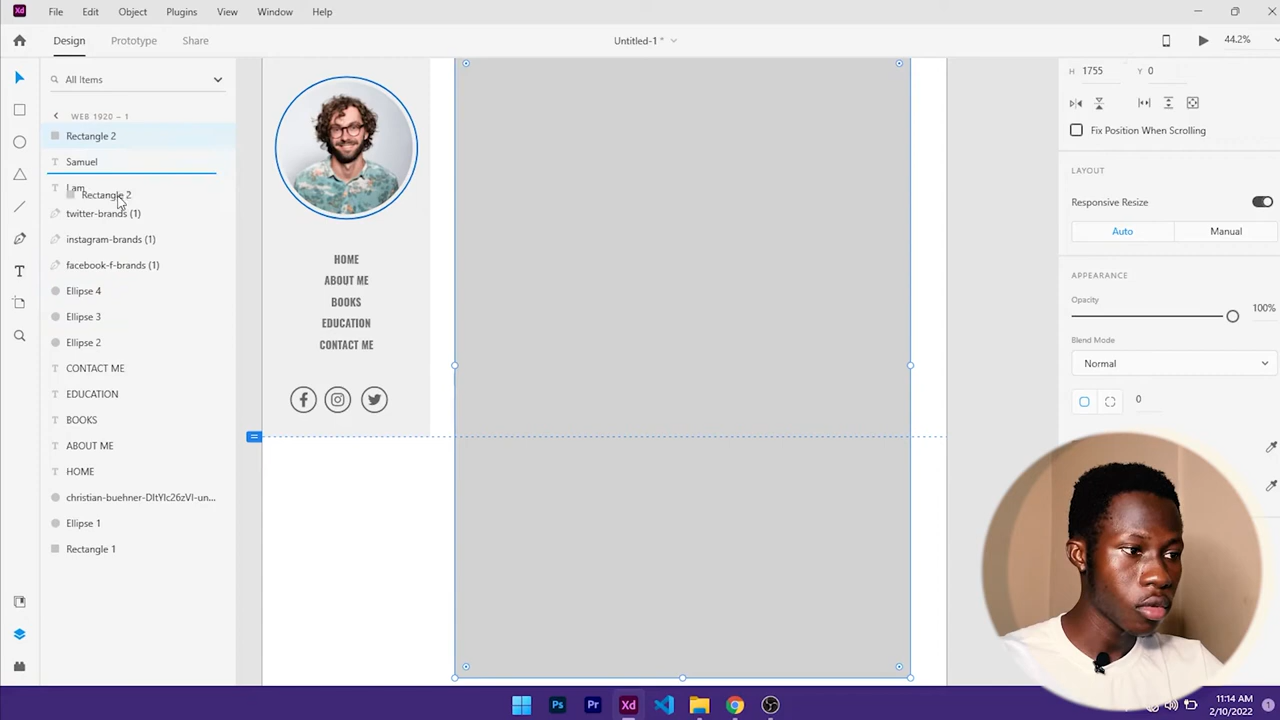 Xd File Edit Object Plugins View Window Help
Design Prototype Share Untitled-1 * 44.2%
All Items
WEB 1920 – 1
Rectangle 2
Samuel
I am
Rectangle 2
twitter-brands (1)
instagram-brands (1)
facebook-f-brands (1)
Ellipse 4
Ellipse 3
Ellipse 2
CONTACT ME
EDUCATION
BOOKS
ABOUT ME
HOME
christian-buehner-DItYlc26zVI-un...
Ellipse 1
Rectangle 1
T
HOME
ABOUT ME
BOOKS
EDUCATION
CONTACT ME
H 1755 Y 0
Fix Position When Scrolling
LAYOUT
Responsive Resize
Auto Manual
APPEARANCE
Opacity
100%
Blend Mode
Normal
0
Ps Pr Xd
11:14 AM
2/10/2022